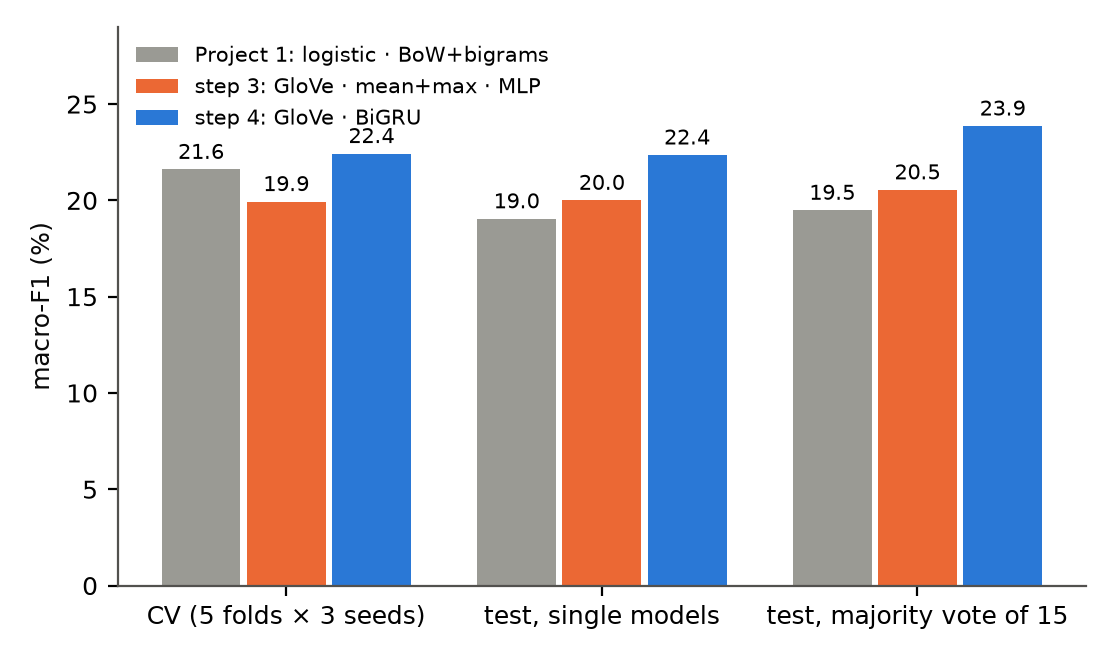 Project 1: logistic · BoW+bigrams
step 3: GloVe · mean+max · MLP
step 4: GloVe · BiGRU
macro-F1 (%)
25
20
15
10
5
0
21.6
19.9
22.4
19.0
20.0
22.4
19.5
20.5
23.9
CV (5 folds × 3 seeds)
test, single models
test, majority vote of 15